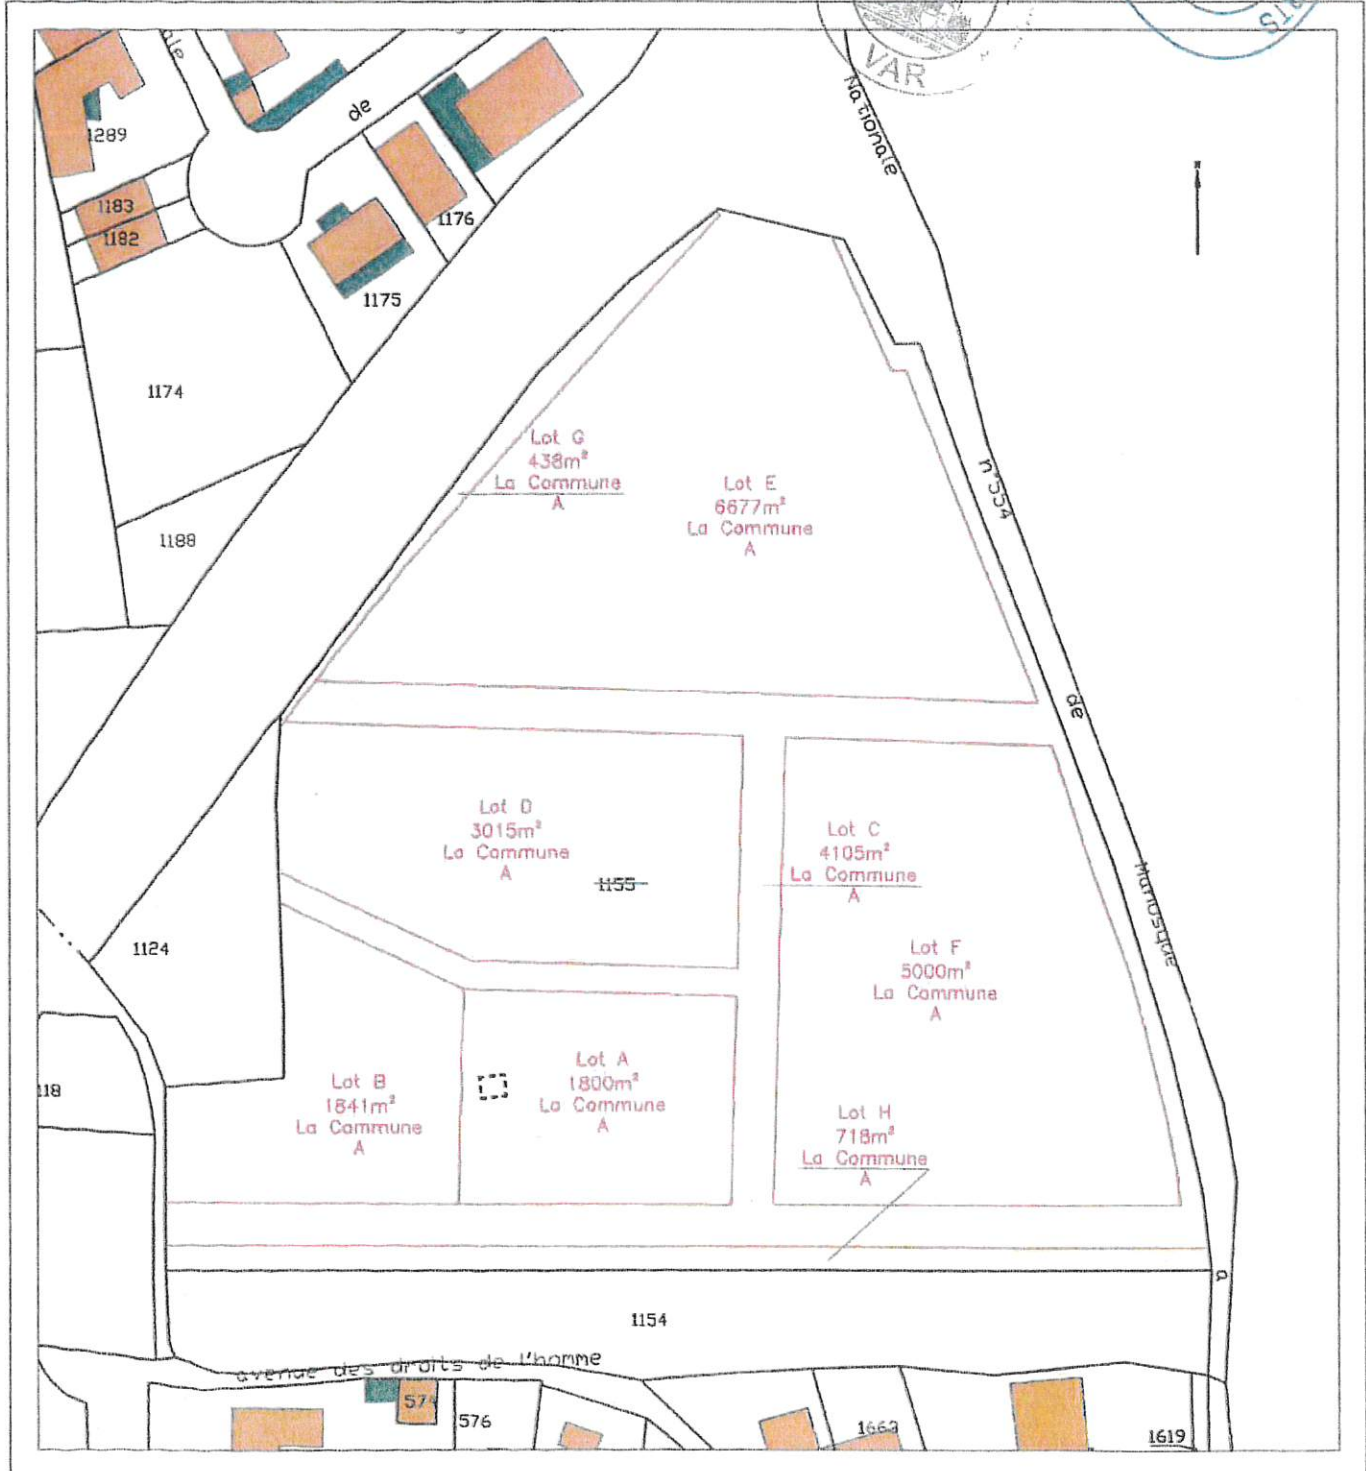 VAR
de
Nationale
1289
1183
1182
1176
1175
1174
1188
Lot G
438m²
La Commune
A
Lot E
6677m²
La Commune
A
n°554
de
Lot D
3015m²
La Commune
A
1155
Lot C
4105m²
La Commune
A
1124
Manosque
Lot F
5000m²
La Commune
A
118
Lot B
1841m²
La Commune
A
Lot A
1800m²
La Commune
A
Lot H
718m²
La Commune
A
a
1154
avenue des droits de l'homme
576
1619